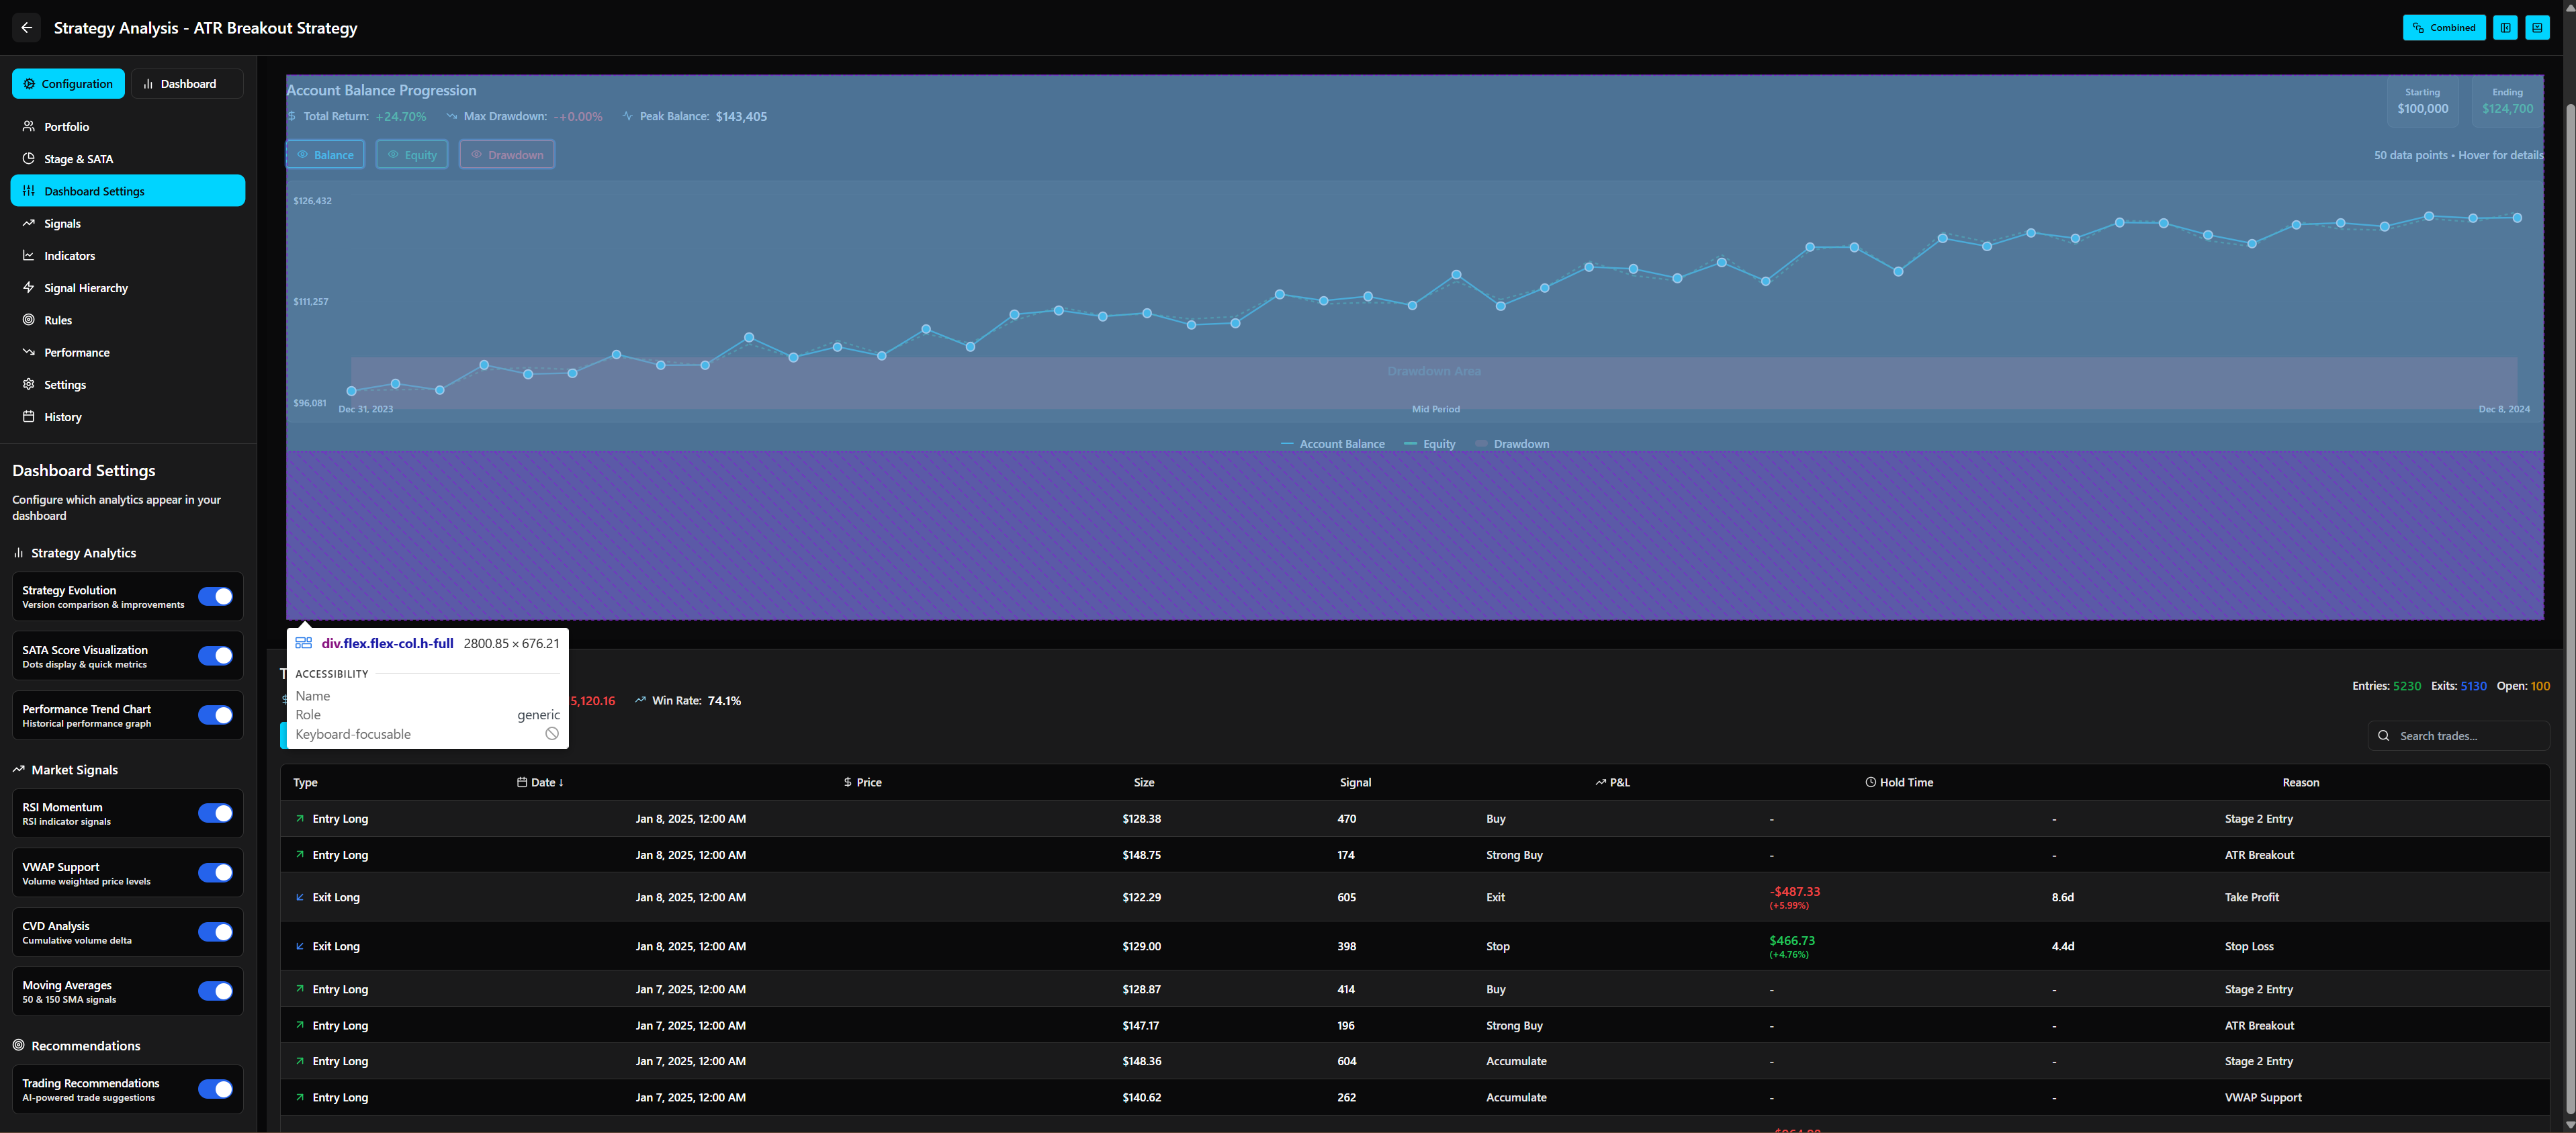 Strategy Analysis - ATR Breakout Strategy
Combined
Configuration
Dashboard
Portfolio
Stage & SATA
Dashboard Settings
Signals
Indicators
Signal Hierarchy
Rules
Performance
Settings
History
Dashboard Settings
Configure which analytics appear in your
dashboard
Strategy Analytics
Strategy Evolution
Version comparison & improvements
SATA Score Visualization
Dots display & quick metrics
Performance Trend Chart
Historical performance graph
Market Signals
RSI Momentum
RSI indicator signals
VWAP Support
Volume weighted price levels
CVD Analysis
Cumulative volume delta
Moving Averages
50 & 150 SMA signals
Recommendations
Trading Recommendations
AI-powered trade suggestions
Account Balance Progression
Total Return: +24.70% Max Drawdown: -+0.00% Peak Balance: $143,405
Starting
$100,000
Ending
$124,700
Balance
Equity
Drawdown
50 data points • Hover for details
$126,432
$111,257
$96,081
Drawdown Area
Dec 31, 2023
Mid Period
Dec 8, 2024
Account Balance Equity Drawdown
div.flex.flex-col.h-full 2800.85 × 676.21
ACCESSIBILITY
Name
Role generic
Keyboard-focusable
5,120.16 Win Rate: 74.1%
Entries: 5230 Exits: 5130 Open: 100
Search trades...
Type Date ↓ $ Price Size Signal P&L Hold Time Reason
Entry Long Jan 8, 2025, 12:00 AM $128.38 470 Buy - - Stage 2 Entry
Entry Long Jan 8, 2025, 12:00 AM $148.75 174 Strong Buy - - ATR Breakout
Exit Long Jan 8, 2025, 12:00 AM $122.29 605 Exit -$487.33 (+5.99%) 8.6d Take Profit
Exit Long Jan 8, 2025, 12:00 AM $129.00 398 Stop $466.73 (+4.76%) 4.4d Stop Loss
Entry Long Jan 7, 2025, 12:00 AM $128.87 414 Buy - - Stage 2 Entry
Entry Long Jan 7, 2025, 12:00 AM $147.17 196 Strong Buy - - ATR Breakout
Entry Long Jan 7, 2025, 12:00 AM $148.36 604 Accumulate - - Stage 2 Entry
Entry Long Jan 7, 2025, 12:00 AM $140.62 262 Accumulate - - VWAP Support